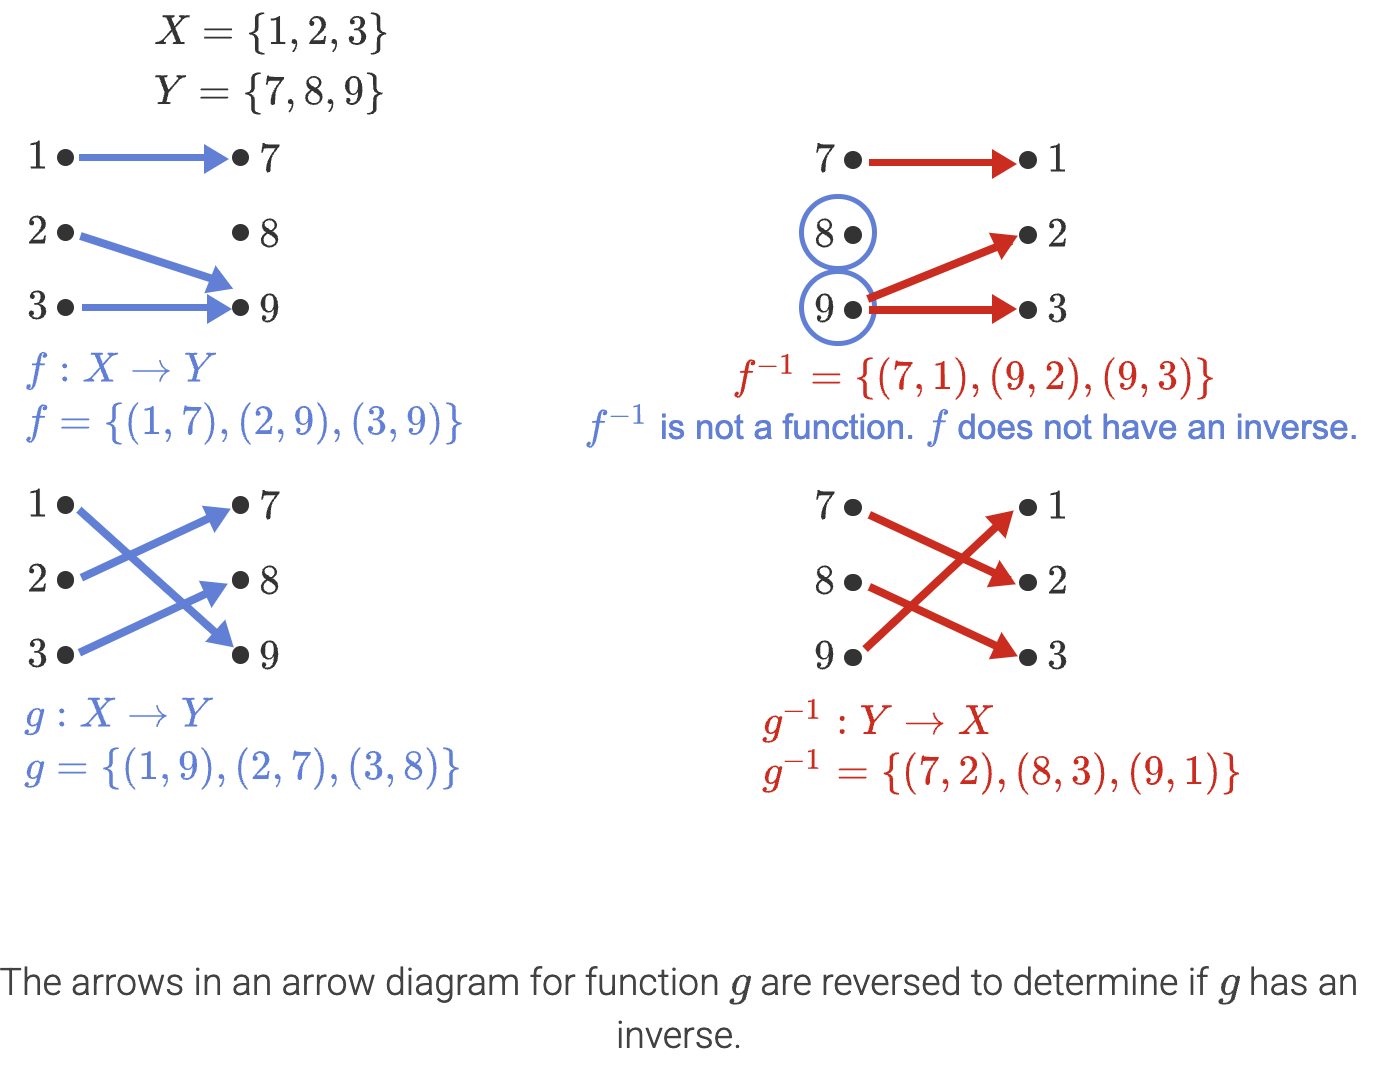 X = {1, 2, 3}
Y = {7, 8, 9}
1 7
2 8
3 9
f : X → Y
f = {(1, 7), (2, 9), (3, 9)}
7 1
8 2
9 3
f⁻¹ = {(7, 1), (9, 2), (9, 3)}
f⁻¹ is not a function. f does not have an inverse.
1 7
2 8
3 9
g : X → Y
g = {(1, 9), (2, 7), (3, 8)}
7 1
8 2
9 3
g⁻¹ : Y → X
g⁻¹ = {(7, 2), (8, 3), (9, 1)}
The arrows in an arrow diagram for function g are reversed to determine if g has an
inverse.